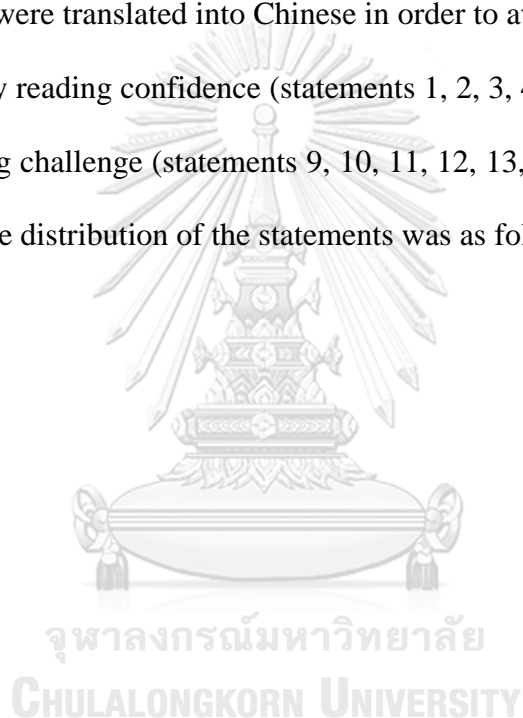 were translated into Chinese in order to a
y reading confidence (statements 1, 2, 3, 4
g challenge (statements 9, 10, 11, 12, 13,
e distribution of the statements was as fol
จุฬาลงกรณ์มหาวิทยาลัย
CHULALONGKORN UNIVERSITY